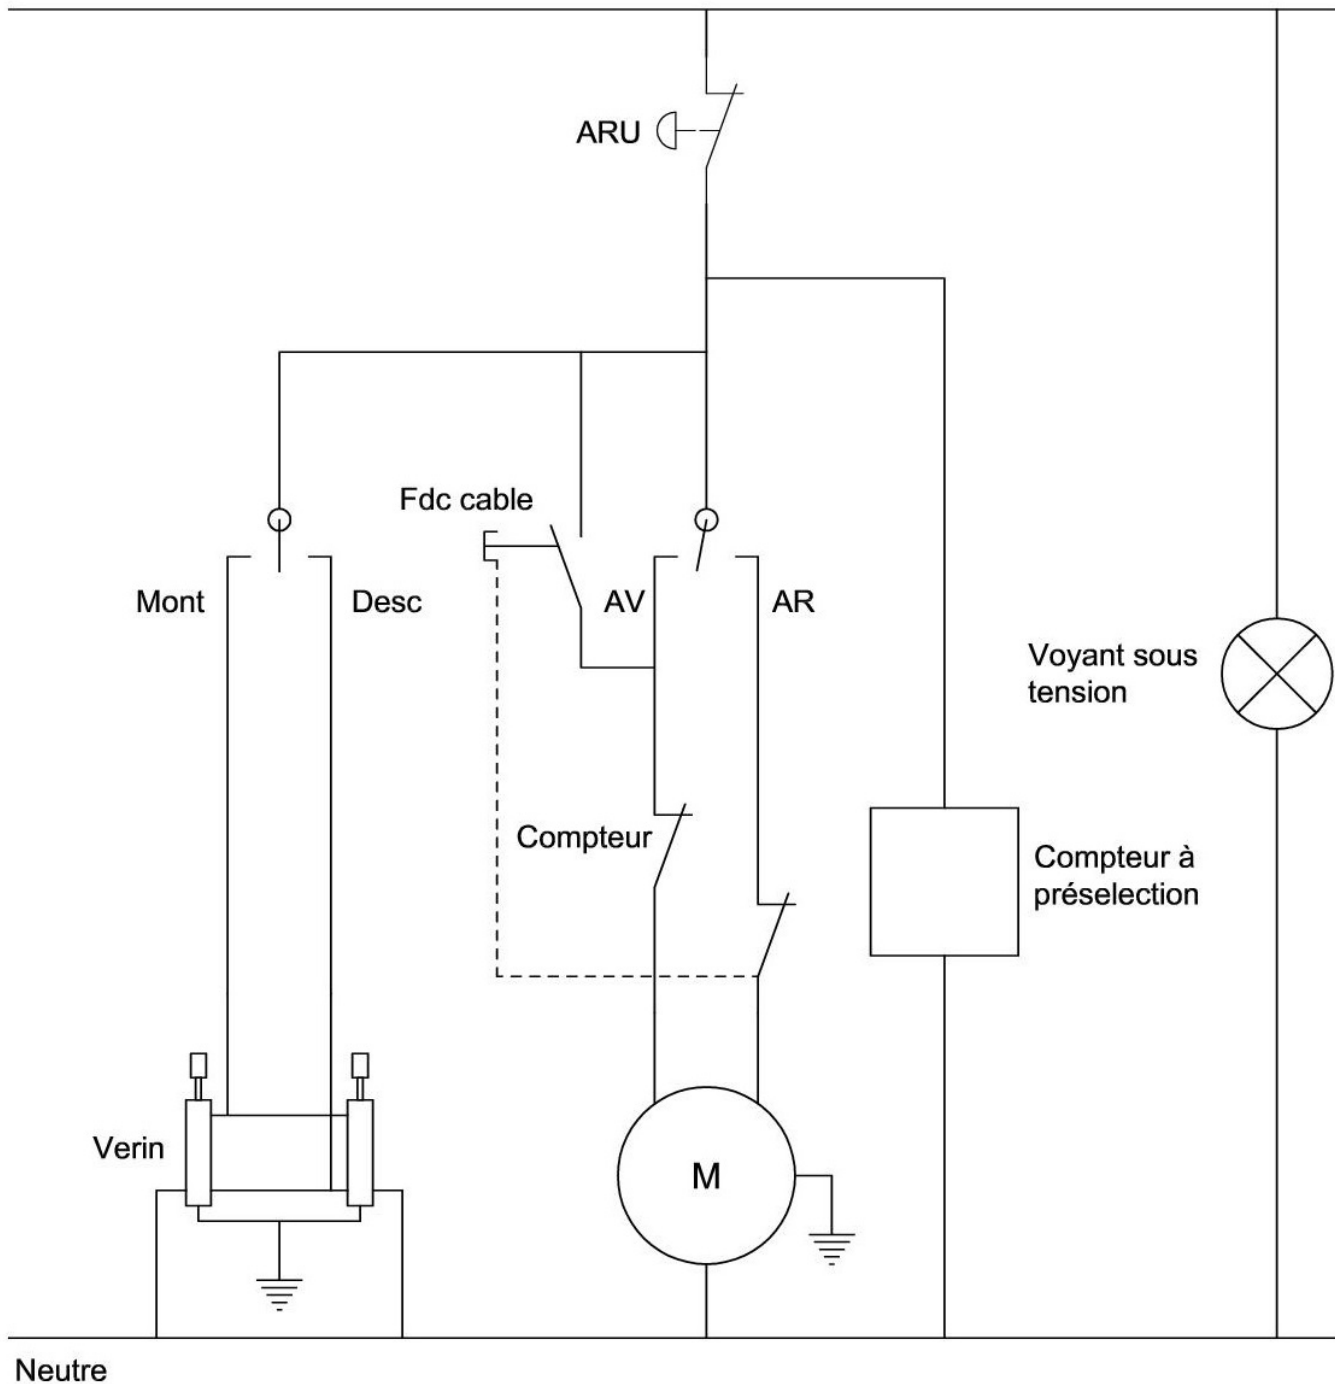 ARU
Fdc cable
Mont
Desc
AV
AR
Voyant sous
tension
Compteur
Compteur à
préselection
Verin
M
Neutre